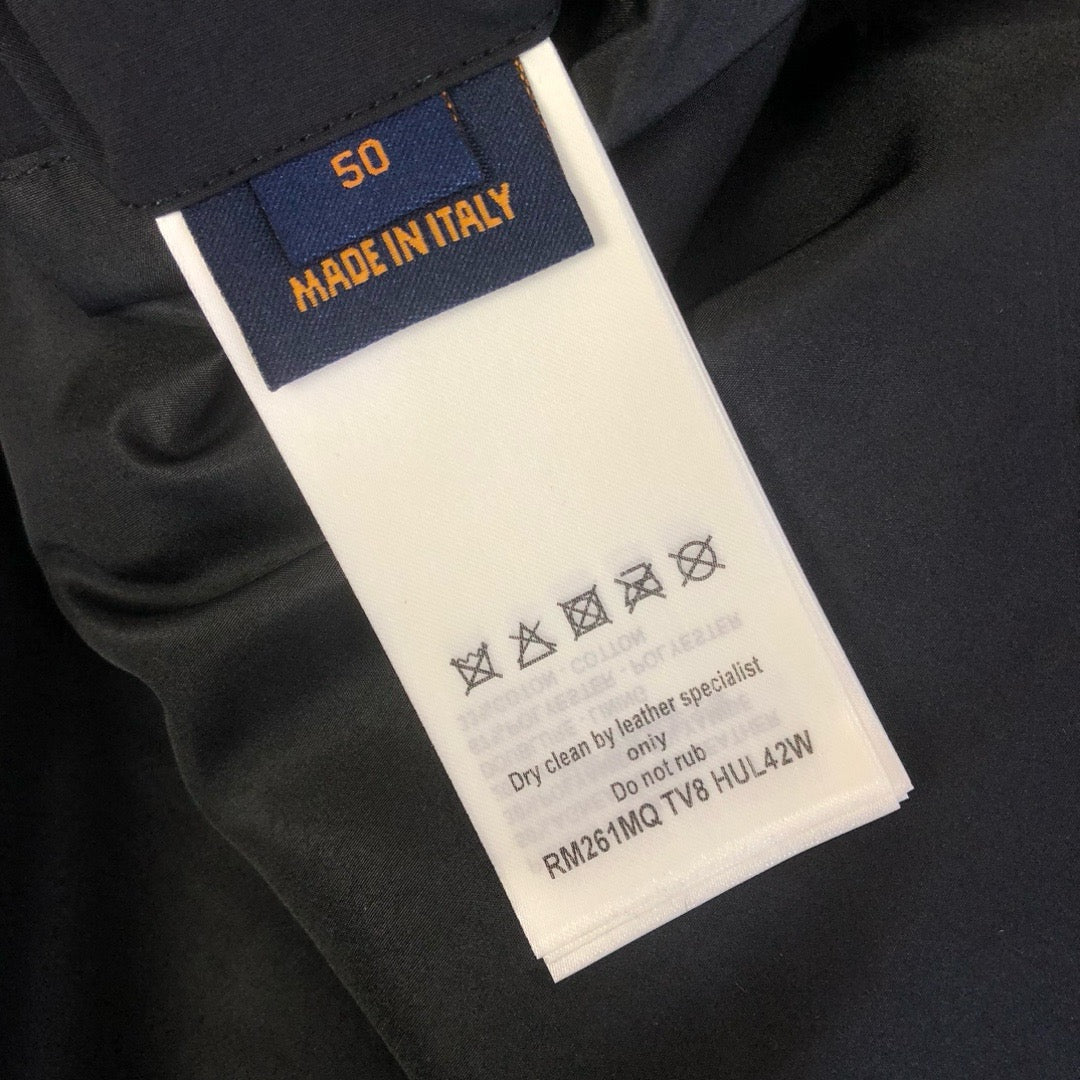 50
MADE IN ITALY
Dry clean by leather specialist
only
Do not rub
RM261MQ TV8 HUL42W